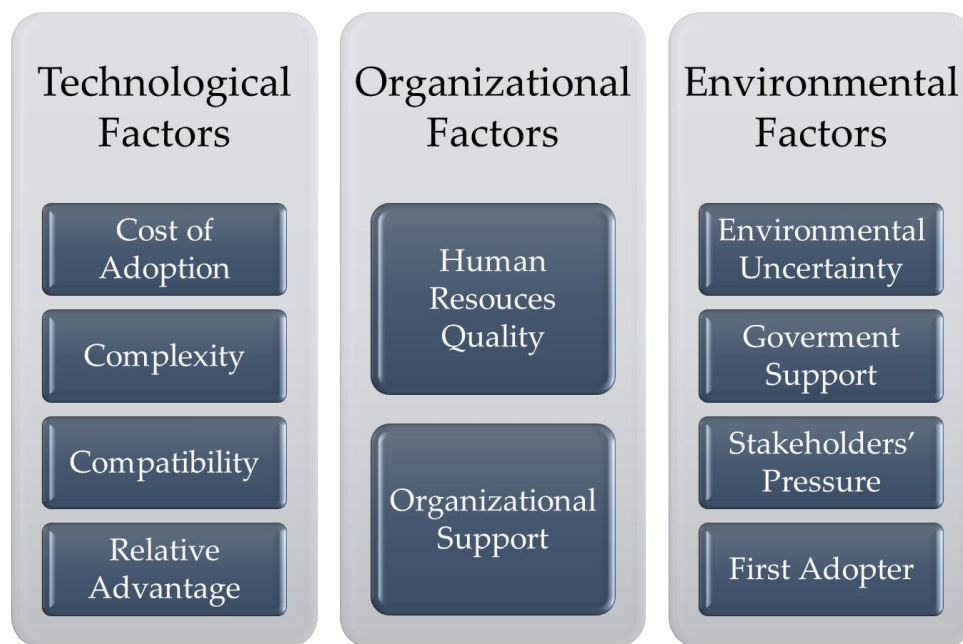 Technological
Factors
Cost of
Adoption
Complexity
Compatibility
Relative
Advantage
Organizational
Factors
Human
Resouces
Quality
Organizational
Support
Environmental
Factors
Environmental
Uncertainty
Goverment
Support
Stakeholders’
Pressure
First Adopter